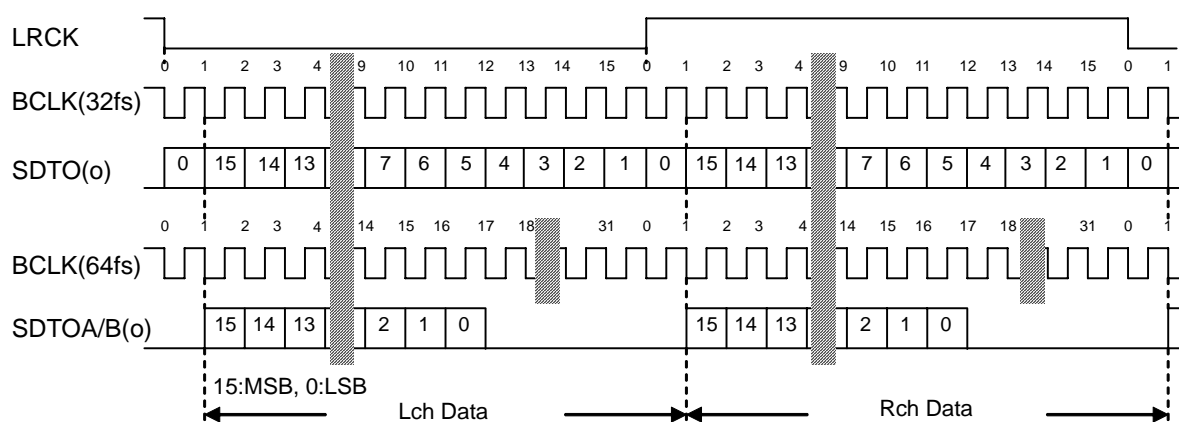 LRCK
0 1 2 3 4 9 10 11 12 13 14 15 0 1 2 3 4 9 10 11 12 13 14 15 0 1
BCLK(32fs)
SDTO(o) 0 15 14 13 7 6 5 4 3 2 1 0 15 14 13 7 6 5 4 3 2 1 0
0 1 2 3 4 14 15 16 17 18 31 0 1 2 3 4 14 15 16 17 18 31 0 1
BCLK(64fs)
SDTOA/B(o) 15 14 13 2 1 0 15 14 13 2 1 0
15:MSB, 0:LSB
Lch Data Rch Data